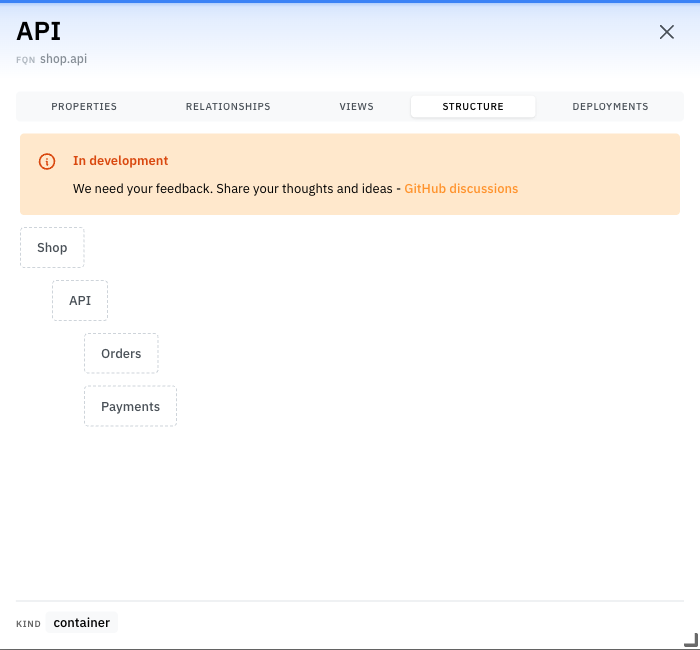 API
FQN shop.api
PROPERTIES RELATIONSHIPS VIEWS STRUCTURE DEPLOYMENTS
In development
We need your feedback. Share your thoughts and ideas - GitHub discussions
Shop
API
Orders
Payments
KIND container